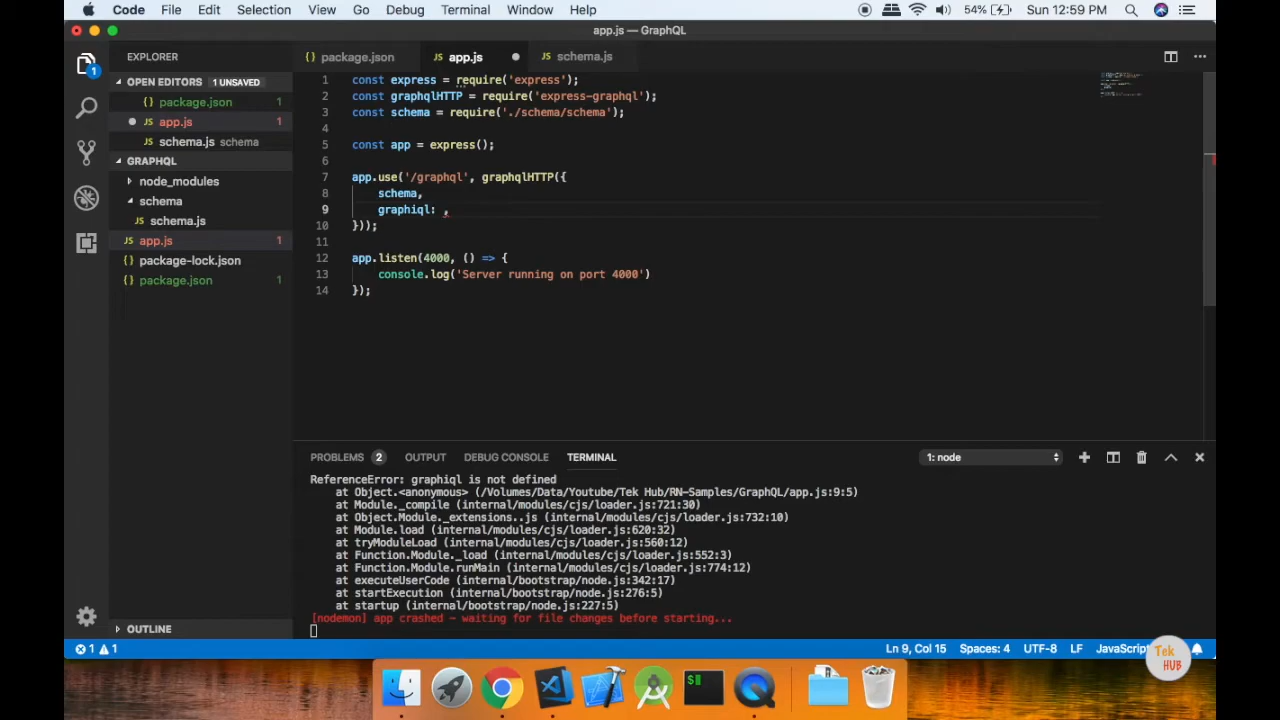 Code File Edit Selection View Go Debug Terminal Window Help 54% Sun 12:59 PM
app.js — GraphQL
EXPLORER
package.json app.js schema.js
OPEN EDITORS 1 UNSAVED
package.json 1
app.js 1
schema.js schema
GRAPHQL
node_modules
schema
schema.js
app.js 1
package-lock.json
package.json 1
OUTLINE
1 const express = require('express');
2 const graphqlHTTP = require('express-graphql');
3 const schema = require('./schema/schema');
4
5 const app = express();
6
7 app.use('/graphql', graphqlHTTP({
8 schema,
9 graphiql: ,
10 }));
11
12 app.listen(4000, () => {
13 console.log('Server running on port 4000')
14 });
PROBLEMS 2 OUTPUT DEBUG CONSOLE TERMINAL 1: node
ReferenceError: graphiql is not defined
at Object.<anonymous> (/Volumes/Data/Youtube/Tek Hub/RN-Samples/GraphQL/app.js:9:5)
at Module._compile (internal/modules/cjs/loader.js:721:30)
at Object.Module._extensions..js (internal/modules/cjs/loader.js:732:10)
at Module.load (internal/modules/cjs/loader.js:620:32)
at tryModuleLoad (internal/modules/cjs/loader.js:560:12)
at Function.Module._load (internal/modules/cjs/loader.js:552:3)
at Function.Module.runMain (internal/modules/cjs/loader.js:774:12)
at executeUserCode (internal/bootstrap/node.js:342:17)
at startExecution (internal/bootstrap/node.js:276:5)
at startup (internal/bootstrap/node.js:227:5)
[nodemon] app crashed - waiting for file changes before starting...
1 1 Ln 9, Col 15 Spaces: 4 UTF-8 LF JavaScript
Tek
HUB